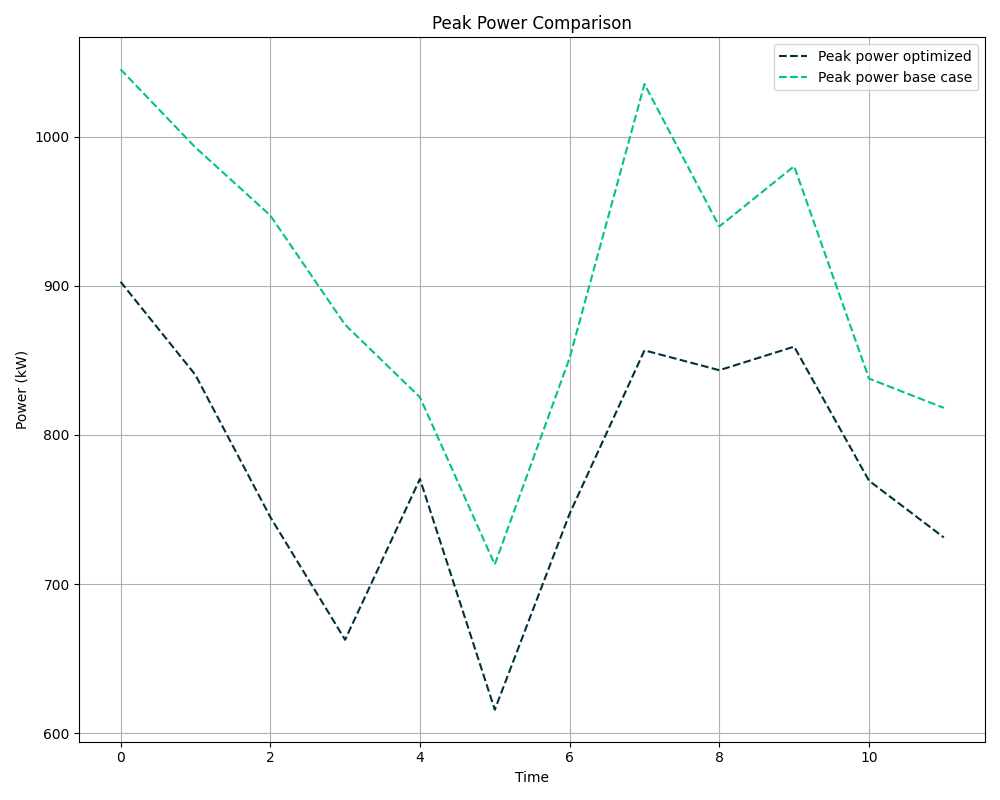 Peak Power Comparison
Peak power optimized
Peak power base case
Power (kW)
1000
900
800
700
600
0 2 4 6 8 10
Time